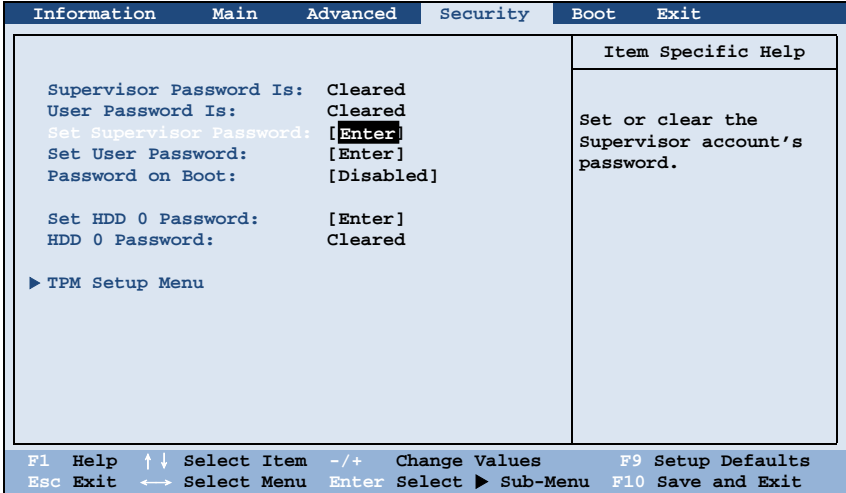 Information Main Advanced Security Boot Exit
Item Specific Help
Supervisor Password Is: Cleared
User Password Is: Cleared
Set Supervisor Password: [Enter]
Set User Password: [Enter]
Password on Boot: [Disabled]
Set HDD 0 Password: [Enter]
HDD 0 Password: Cleared
▶ TPM Setup Menu
Set or clear the
Supervisor account's
password.
F1 Help ↑↓ Select Item -/+ Change Values F9 Setup Defaults
Esc Exit ←→ Select Menu Enter Select ▶ Sub-Menu F10 Save and Exit